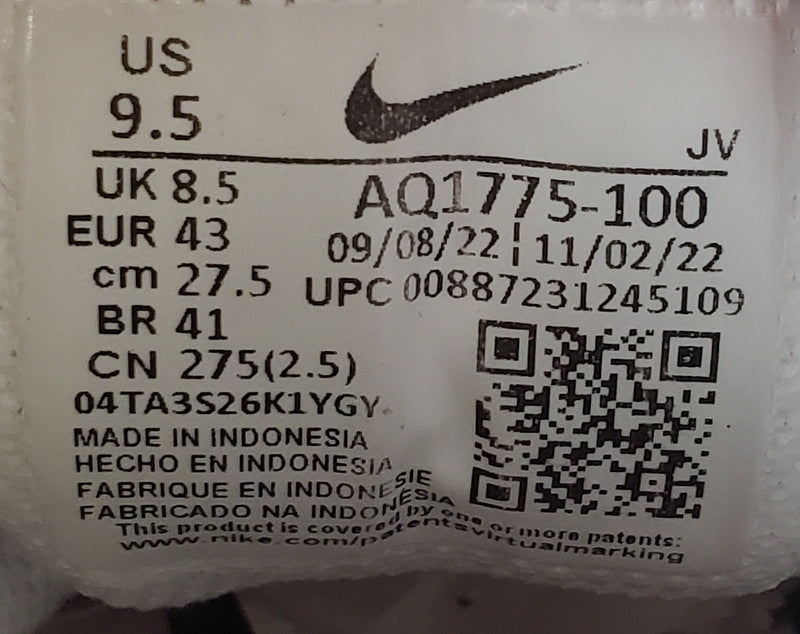 US
9.5
JV
UK 8.5
EUR 43
cm 27.5
BR 41
CN 275(2.5)
AQ1775-100
09/08/22 ¦ 11/02/22
UPC 00887231245109
04TA3S26K1YGY
MADE IN INDONESIA
HECHO EN INDONESIA
FABRIQUE EN INDONESIE
FABRICADO NA INDONESIA
This product is covered by one or more patents:
www.nike.com/patentsvirtualmarking